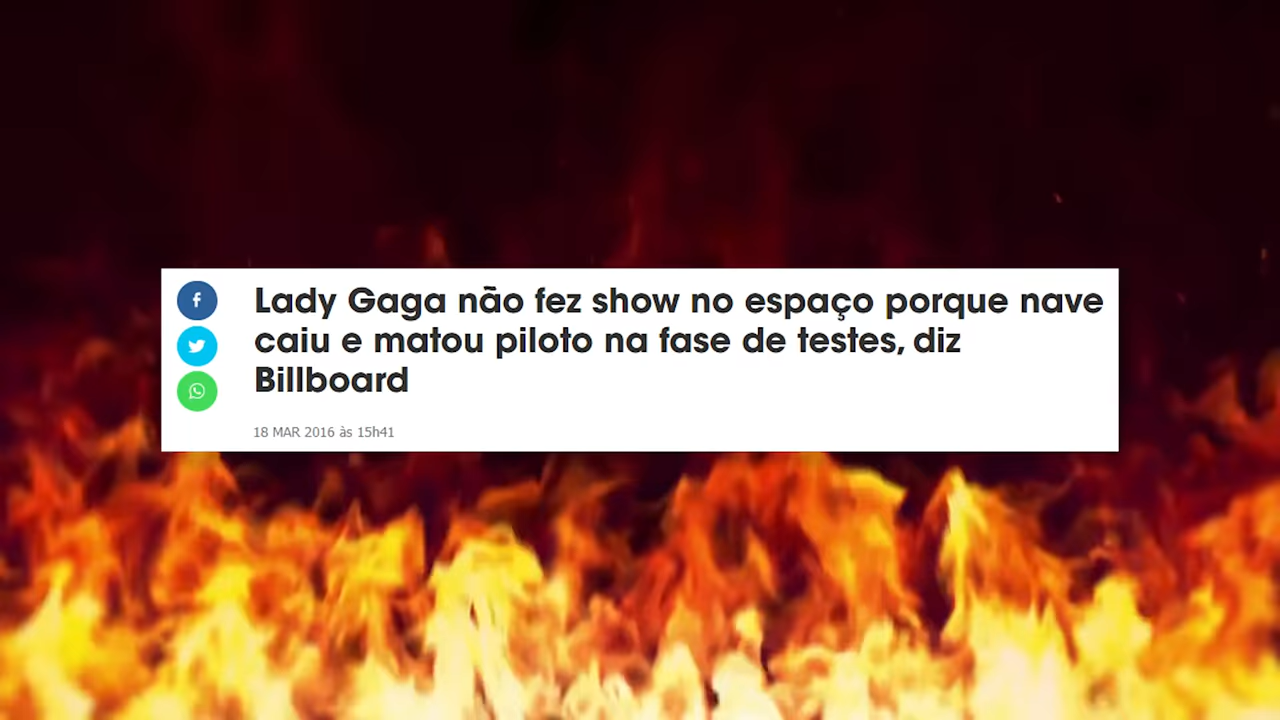 Lady Gaga não fez show no espaço porque nave
caiu e matou piloto na fase de testes, diz
Billboard
18 MAR 2016 às 15h41